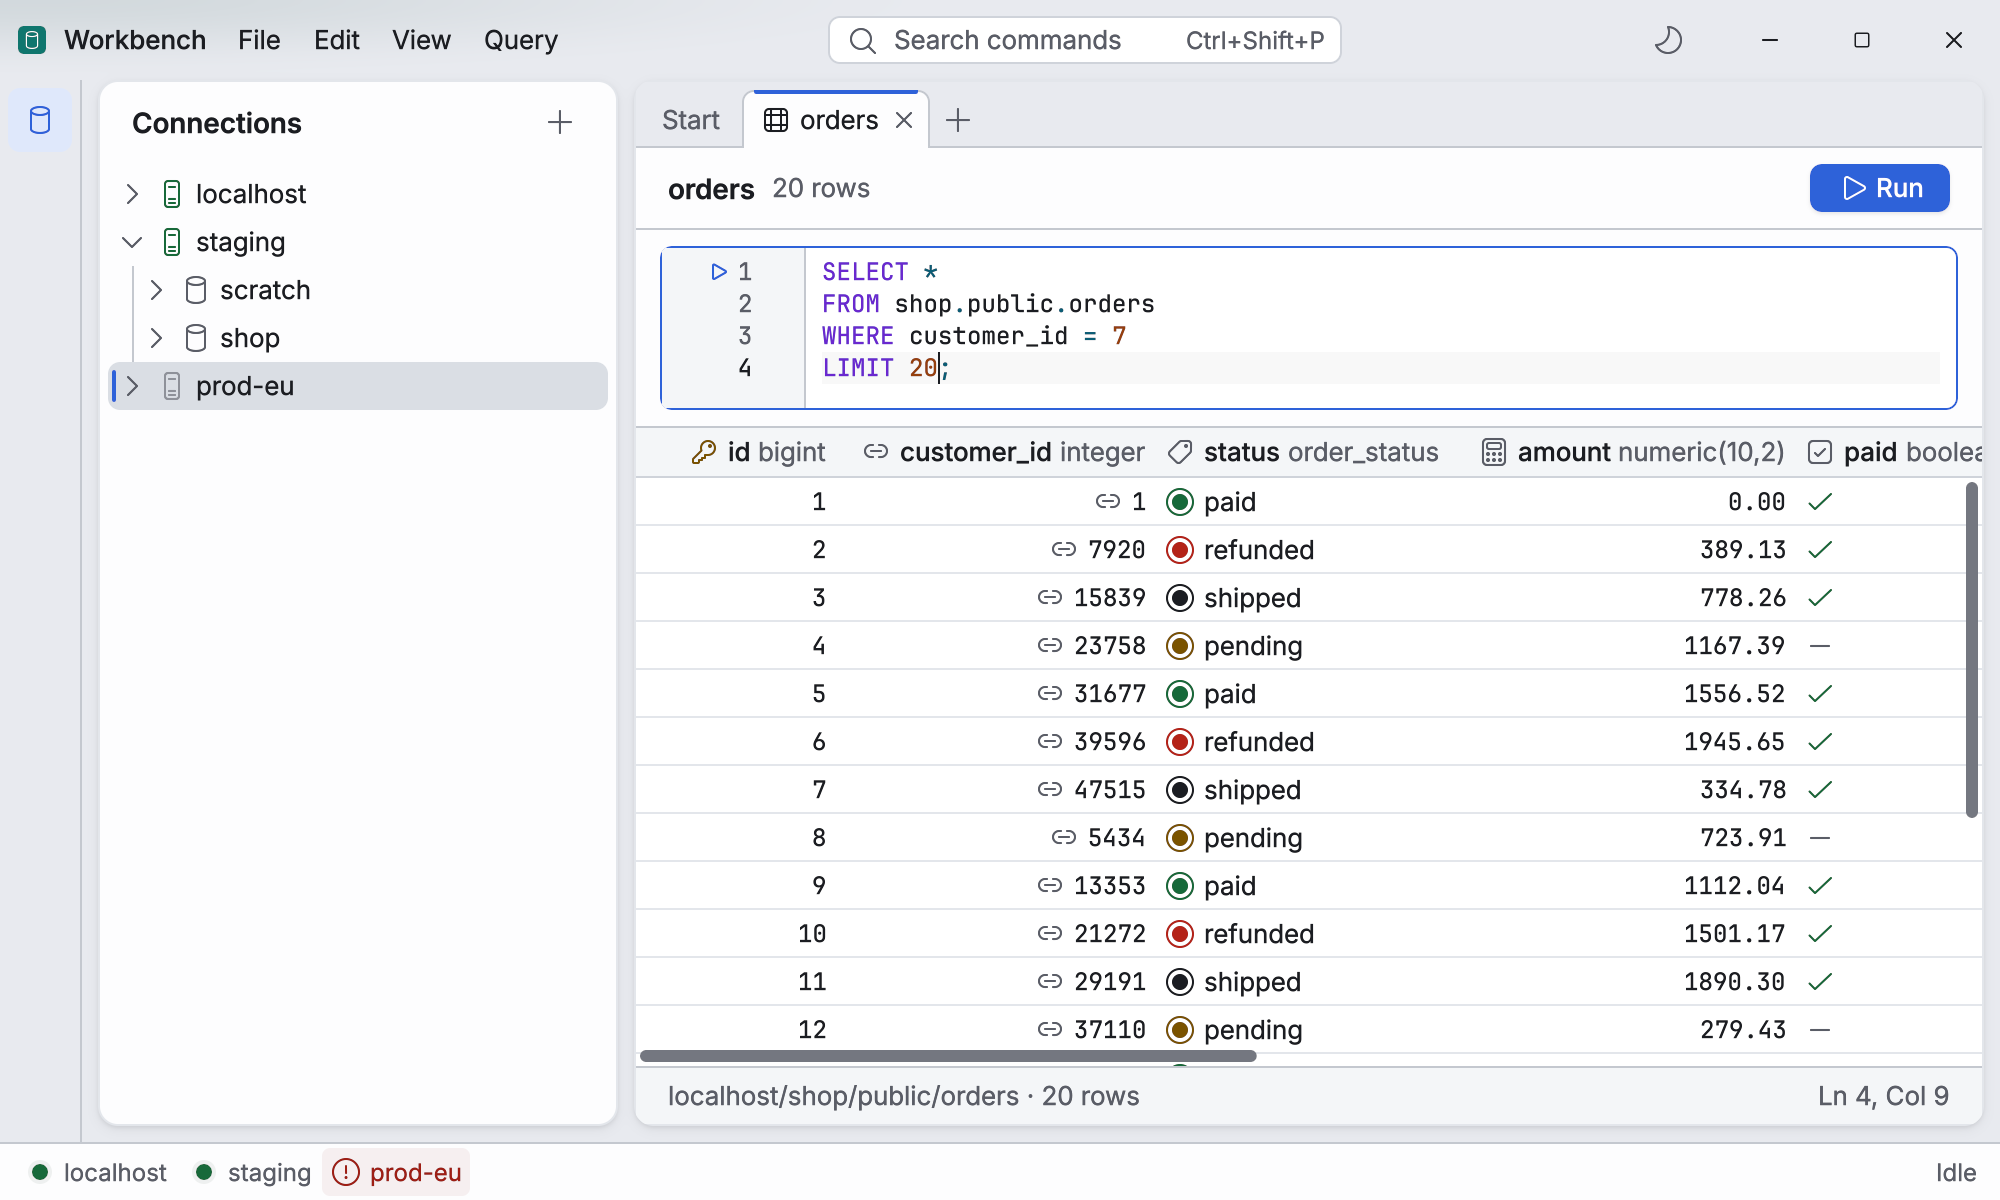 Workbench File Edit View Query
Search commands Ctrl+Shift+P
Connections
localhost
staging
scratch
shop
prod-eu
Start orders
orders 20 rows
Run
1 SELECT *
2 FROM shop.public.orders
3 WHERE customer_id = 7
4 LIMIT 20;
id bigint customer_id integer status order_status amount numeric(10,2) paid boolea
1 1 paid 0.00
2 7920 refunded 389.13
3 15839 shipped 778.26
4 23758 pending 1167.39
5 31677 paid 1556.52
6 39596 refunded 1945.65
7 47515 shipped 334.78
8 5434 pending 723.91
9 13353 paid 1112.04
10 21272 refunded 1501.17
11 29191 shipped 1890.30
12 37110 pending 279.43
localhost/shop/public/orders · 20 rows Ln 4, Col 9
localhost staging prod-eu Idle